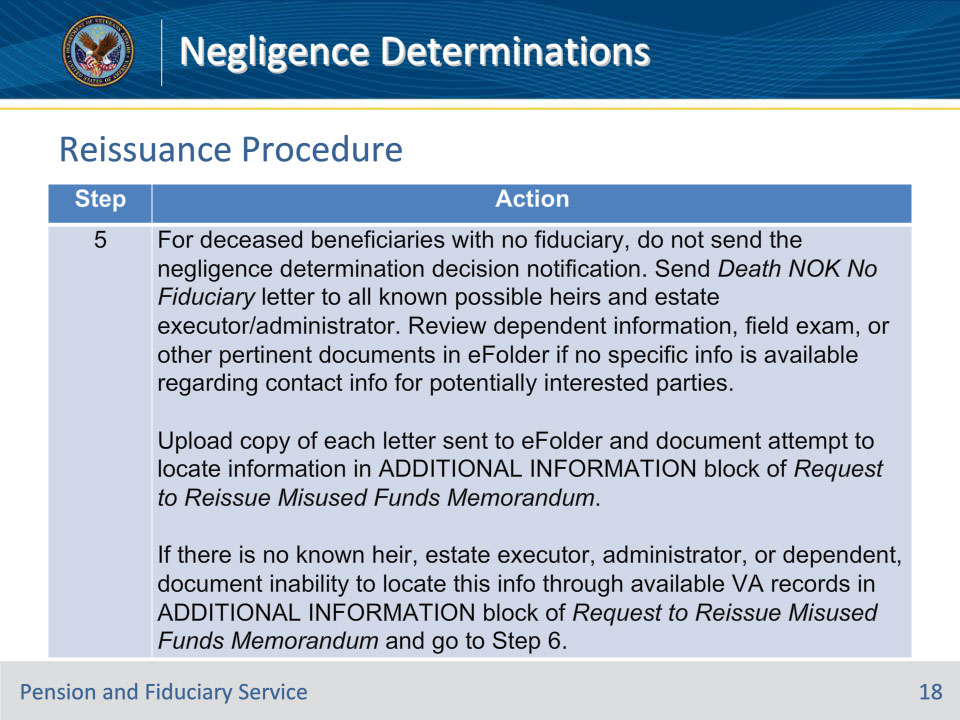 Negligence Determinations
Reissuance Procedure
Step Action
5 For deceased beneficiaries with no fiduciary, do not send the
negligence determination decision notification. Send Death NOK No
Fiduciary letter to all known possible heirs and estate
executor/administrator. Review dependent information, field exam, or
other pertinent documents in eFolder if no specific info is available
regarding contact info for potentially interested parties.
Upload copy of each letter sent to eFolder and document attempt to
locate information in ADDITIONAL INFORMATION block of Request
to Reissue Misused Funds Memorandum.
If there is no known heir, estate executor, administrator, or dependent,
document inability to locate this info through available VA records in
ADDITIONAL INFORMATION block of Request to Reissue Misused
Funds Memorandum and go to Step 6.
Pension and Fiduciary Service 18